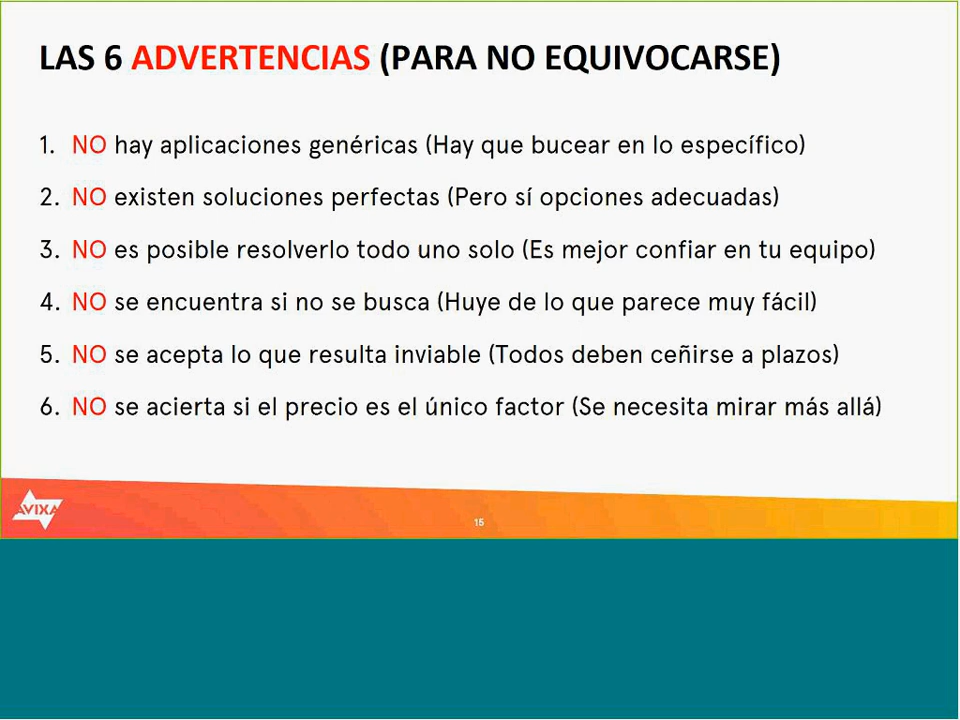 LAS 6 ADVERTENCIAS (PARA NO EQUIVOCARSE)
1. NO hay aplicaciones genéricas (Hay que bucear en lo específico)
2. NO existen soluciones perfectas (Pero sí opciones adecuadas)
3. NO es posible resolverlo todo uno solo (Es mejor confiar en tu equipo)
4. NO se encuentra si no se busca (Huye de lo que parece muy fácil)
5. NO se acepta lo que resulta inviable (Todos deben ceñirse a plazos)
6. NO se acierta si el precio es el único factor (Se necesita mirar más allá)
AVIXA
15